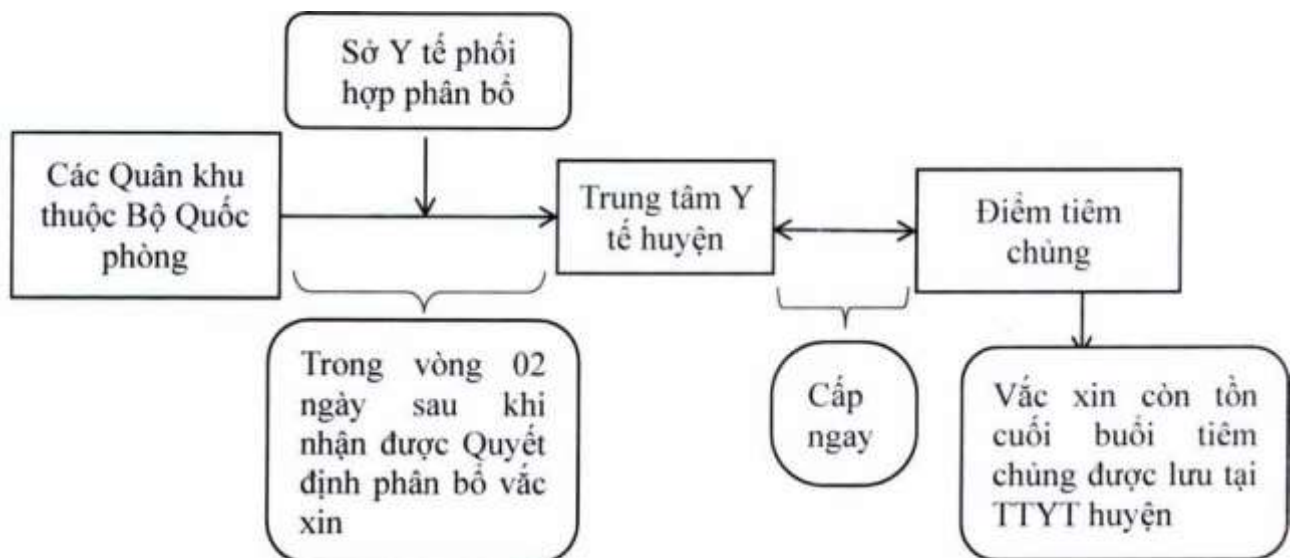 Sở Y tế phối
hợp phân bổ
Các Quân khu
thuộc Bộ Quốc
phòng
Trung tâm Y
tế huyện
Điểm tiêm
chủng
Trong vòng 02
ngày sau khi
nhận được Quyết
định phân bổ vắc
xin
Cấp
ngay
Vắc xin còn tồn
cuối buổi tiêm
chủng được lưu tại
TTYT huyện